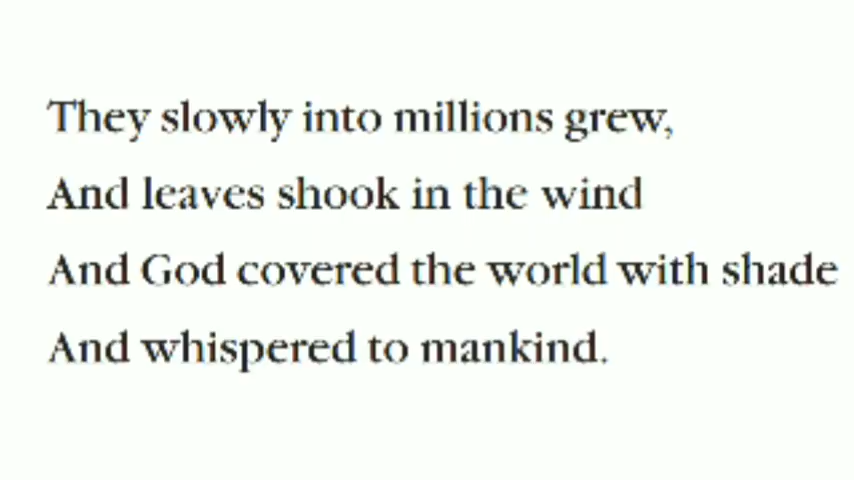 They slowly into millions grew,
And leaves shook in the wind
And God covered the world with shade
And whispered to mankind.